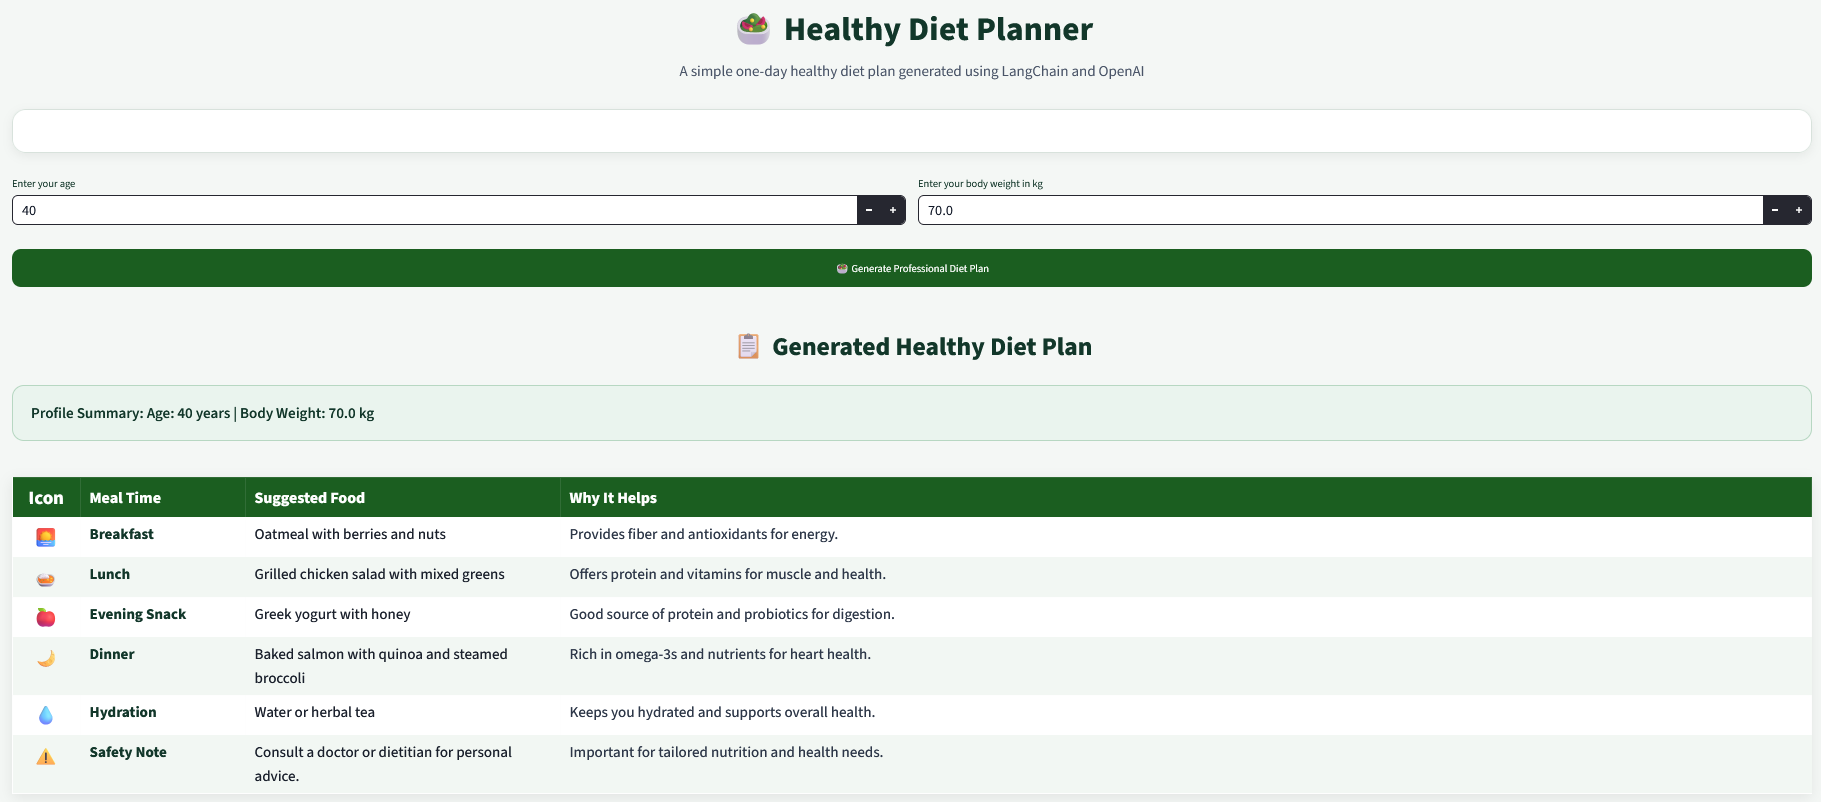 Healthy Diet Planner
A simple one-day healthy diet plan generated using LangChain and OpenAI
Enter your age
Enter your body weight in kg
40
− +
70.0
− +
Generate Professional Diet Plan
Generated Healthy Diet Plan
Profile Summary: Age: 40 years | Body Weight: 70.0 kg
Icon Meal Time Suggested Food Why It Helps
Breakfast Oatmeal with berries and nuts Provides fiber and antioxidants for energy.
Lunch Grilled chicken salad with mixed greens Offers protein and vitamins for muscle and health.
Evening Snack Greek yogurt with honey Good source of protein and probiotics for digestion.
Dinner Baked salmon with quinoa and steamed Rich in omega-3s and nutrients for heart health.
broccoli
Hydration Water or herbal tea Keeps you hydrated and supports overall health.
Safety Note Consult a doctor or dietitian for personal Important for tailored nutrition and health needs.
advice.